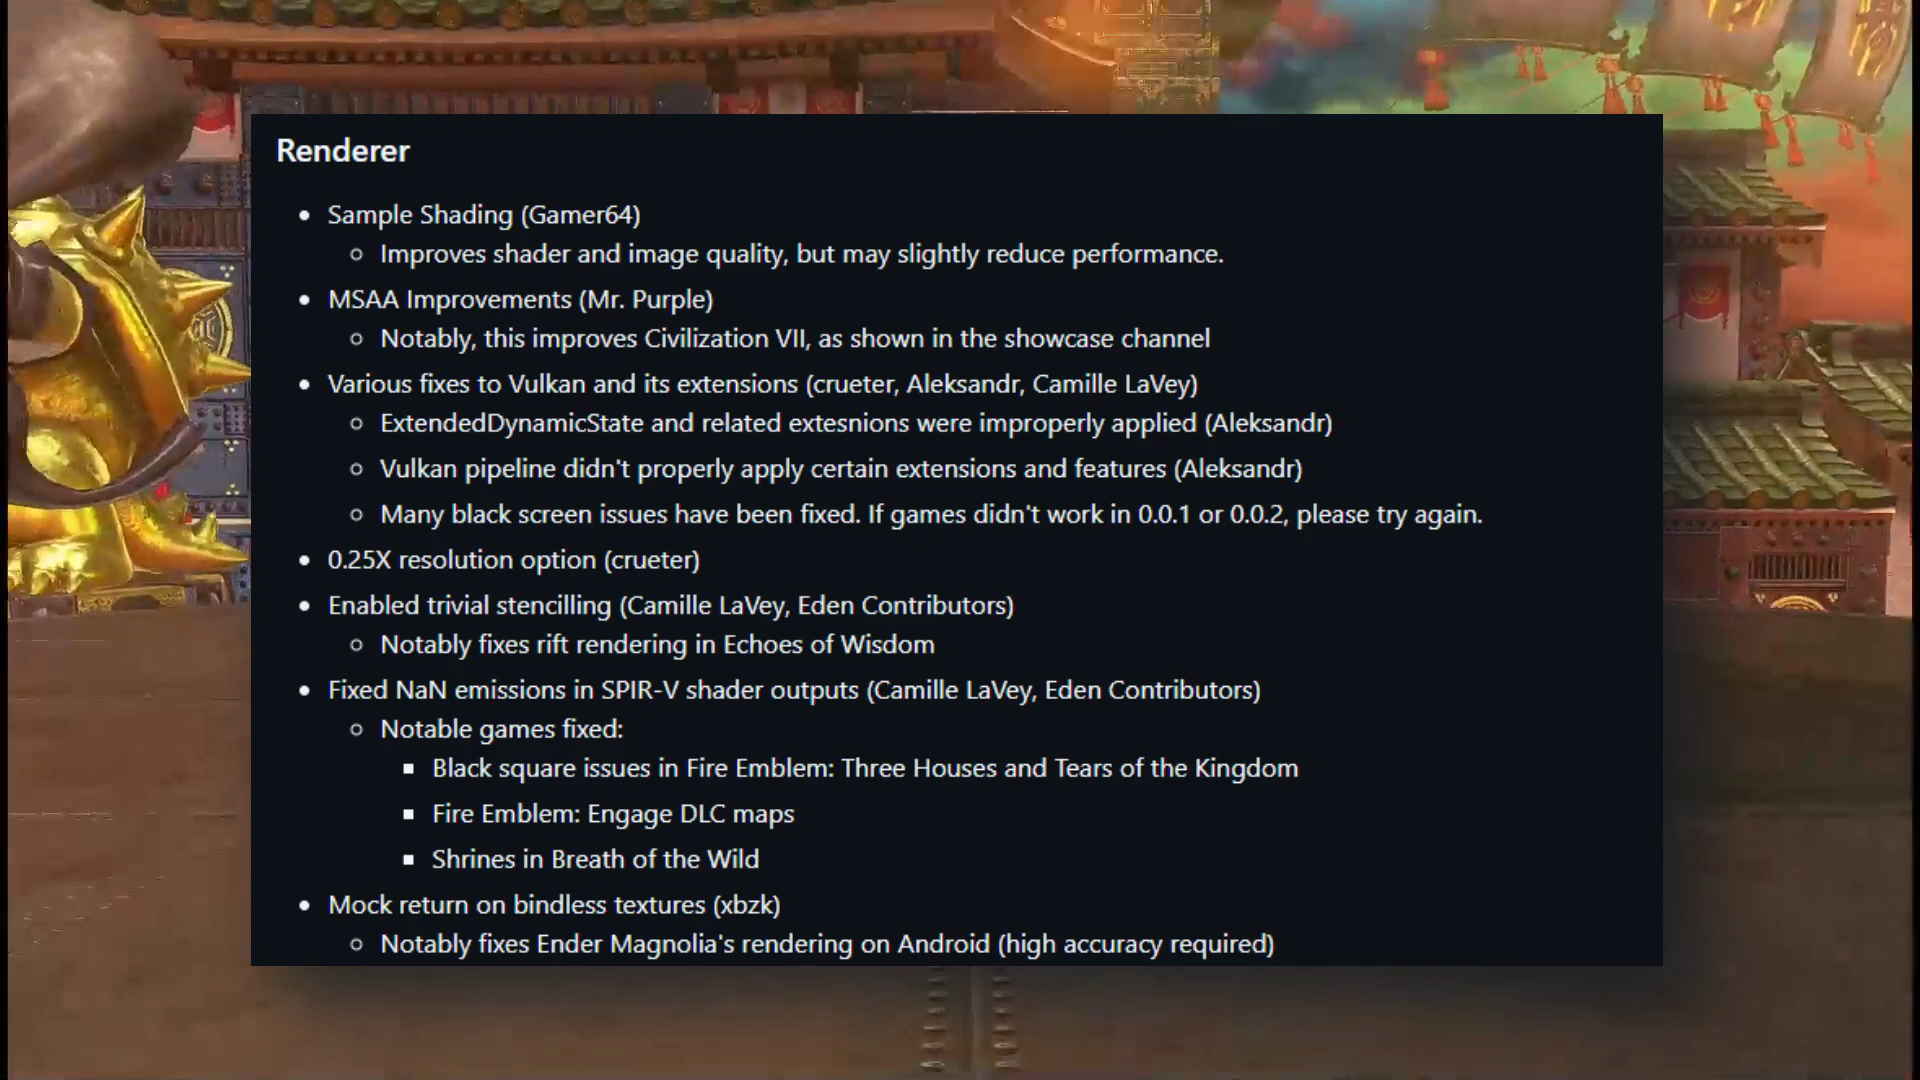 Renderer
Sample Shading (Gamer64)
Improves shader and image quality, but may slightly reduce performance.
MSAA Improvements (Mr. Purple)
Notably, this improves Civilization VII, as shown in the showcase channel
Various fixes to Vulkan and its extensions (crueter, Aleksandr, Camille LaVey)
ExtendedDynamicState and related extesnions were improperly applied (Aleksandr)
Vulkan pipeline didn't properly apply certain extensions and features (Aleksandr)
Many black screen issues have been fixed. If games didn't work in 0.0.1 or 0.0.2, please try again.
0.25X resolution option (crueter)
Enabled trivial stencilling (Camille LaVey, Eden Contributors)
Notably fixes rift rendering in Echoes of Wisdom
Fixed NaN emissions in SPIR-V shader outputs (Camille LaVey, Eden Contributors)
Notable games fixed:
Black square issues in Fire Emblem: Three Houses and Tears of the Kingdom
Fire Emblem: Engage DLC maps
Shrines in Breath of the Wild
Mock return on bindless textures (xbzk)
Notably fixes Ender Magnolia's rendering on Android (high accuracy required)